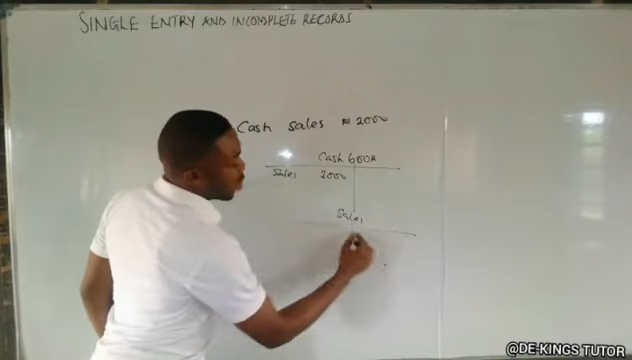 SINGLE ENTRY AND INCOMPLETE RECORDS
Cash sales ₦2000
Cash book
Sales 2000
Sales
@DE-KINGS TUTOR